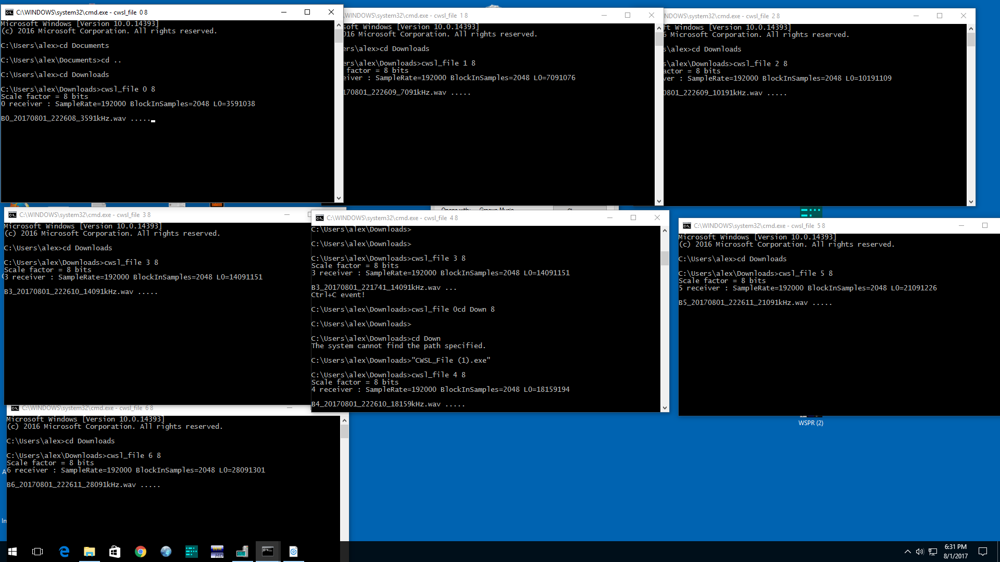 C:\WINDOWS\system32\cmd.exe - cwsl_file 0 8
Microsoft Windows [Version 10.0.14393]
(c) 2016 Microsoft Corporation. All rights reserved.
C:\Users\alex>cd Documents
C:\Users\alex\Documents>cd ..
C:\Users\alex>cd Downloads
C:\Users\alex\Downloads>cwsl_file 0 8
Scale factor = 8 bits
0 receiver : SampleRate=192000 BlockInSamples=2048 L0=3591038
B0_20170801_222608_3591kHz.wav .....
\WINDOWS\system32\cmd.exe - cwsl_file 1 8
soft Windows [Version 10.0.14393]
016 Microsoft Corporation. All rights reserved.
ers\alex>cd Downloads
ers\alex\Downloads>cwsl_file 1 8
factor = 8 bits
eiver : SampleRate=192000 BlockInSamples=2048 L0=7091076
170801_222609_7091kHz.wav .....
WINDOWS\system32\cmd.exe - cwsl_file 2 8
ft Windows [Version 10.0.14393]
6 Microsoft Corporation. All rights reserved.
s\alex>cd Downloads
s\alex\Downloads>cwsl_file 2 8
actor = 8 bits
ver : SampleRate=192000 BlockInSamples=2048 L0=10191109
0801_222609_10191kHz.wav .....
C:\WINDOWS\system32\cmd.exe - cwsl_file 3 8
Microsoft Windows [Version 10.0.14393]
(c) 2016 Microsoft Corporation. All rights reserved.
C:\Users\alex>cd Downloads
C:\Users\alex\Downloads>cwsl_file 3 8
Scale factor = 8 bits
3 receiver : SampleRate=192000 BlockInSamples=2048 L0=14091151
B3_20170801_222610_14091kHz.wav .....
C:\WINDOWS\system32\cmd.exe - cwsl_file 4 8
C:\Users\alex\Downloads>
C:\Users\alex\Downloads>
C:\Users\alex\Downloads>cwsl_file 3 8
Scale factor = 8 bits
3 receiver : SampleRate=192000 BlockInSamples=2048 L0=14091151
B3_20170801_221741_14091kHz.wav ...
Ctrl+C event!
C:\Users\alex\Downloads>cwsl_file 0cd Down 8
C:\Users\alex\Downloads>
C:\Users\alex\Downloads>cd Down
The system cannot find the path specified.
C:\Users\alex\Downloads>"CWSL_File (1).exe"
C:\Users\alex\Downloads>cwsl_file 4 8
Scale factor = 8 bits
4 receiver : SampleRate=192000 BlockInSamples=2048 L0=18159194
B4_20170801_222610_18159kHz.wav .....
C:\WINDOWS\system32\cmd.exe - cwsl_file 5 8
Microsoft Windows [Version 10.0.14393]
(c) 2016 Microsoft Corporation. All rights reserved.
C:\Users\alex>cd Downloads
C:\Users\alex\Downloads>cwsl_file 5 8
Scale factor = 8 bits
5 receiver : SampleRate=192000 BlockInSamples=2048 L0=21091226
B5_20170801_222611_21091kHz.wav .....
WSPR (2)
C:\WINDOWS\system32\cmd.exe - cwsl_file 6 8
Microsoft Windows [Version 10.0.14393]
(c) 2016 Microsoft Corporation. All rights reserved.
C:\Users\alex>cd Downloads
C:\Users\alex\Downloads>cwsl_file 6 8
Scale factor = 8 bits
6 receiver : SampleRate=192000 BlockInSamples=2048 L0=28091301
B6_20170801_222611_28091kHz.wav .....
6:31 PM
8/1/2017